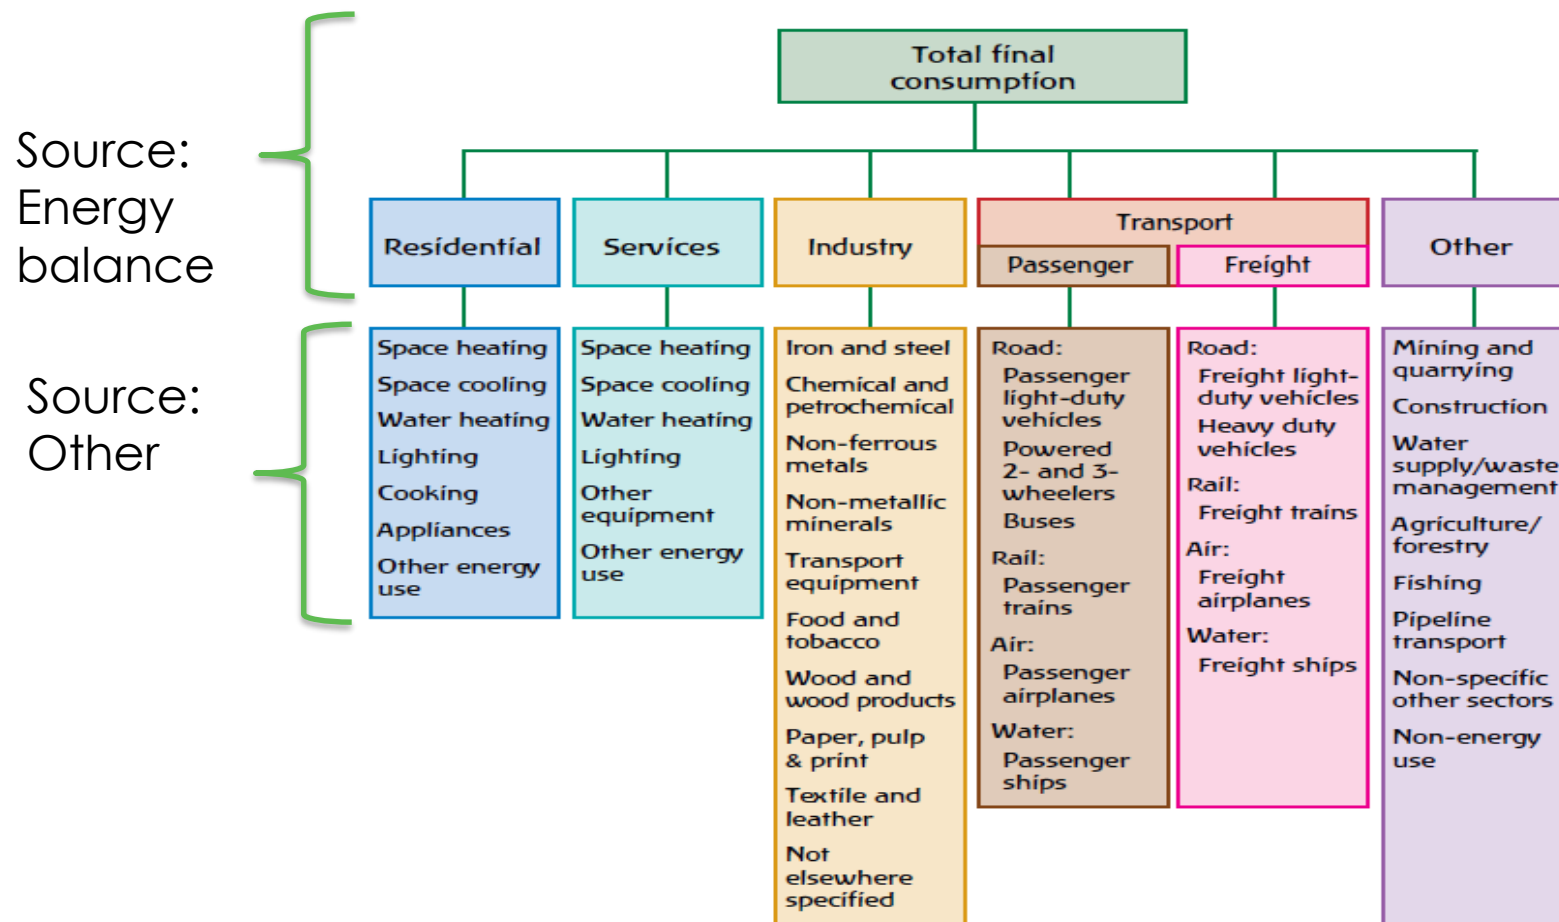 Total final
consumption
Source:
Energy
balance
Residential
Services
Industry
Transport
Passenger
Freight
Other
Source:
Other
Space heating
Space cooling
Water heating
Lighting
Cooking
Appliances
Other energy
use
Space heating
Space cooling
Water heating
Lighting
Other
equipment
Other energy
use
Iron and steel
Chemical and
petrochemical
Non-ferrous
metals
Non-metallic
minerals
Transport
equipment
Food and
tobacco
Wood and
wood products
Paper, pulp
& print
Textile and
leather
Not
elsewhere
specified
Road:
Passenger
light-duty
vehicles
Powered
2- and 3-
wheelers
Buses
Rail:
Passenger
trains
Air:
Passenger
airplanes
Water:
Passenger
ships
Road:
Freight light-
duty vehicles
Heavy duty
vehicles
Rail:
Freight trains
Air:
Freight
airplanes
Water:
Freight ships
Mining and
quarrying
Construction
Water
supply/waste
management
Agriculture/
forestry
Fishing
Pipeline
transport
Non-specific
other sectors
Non-energy
use